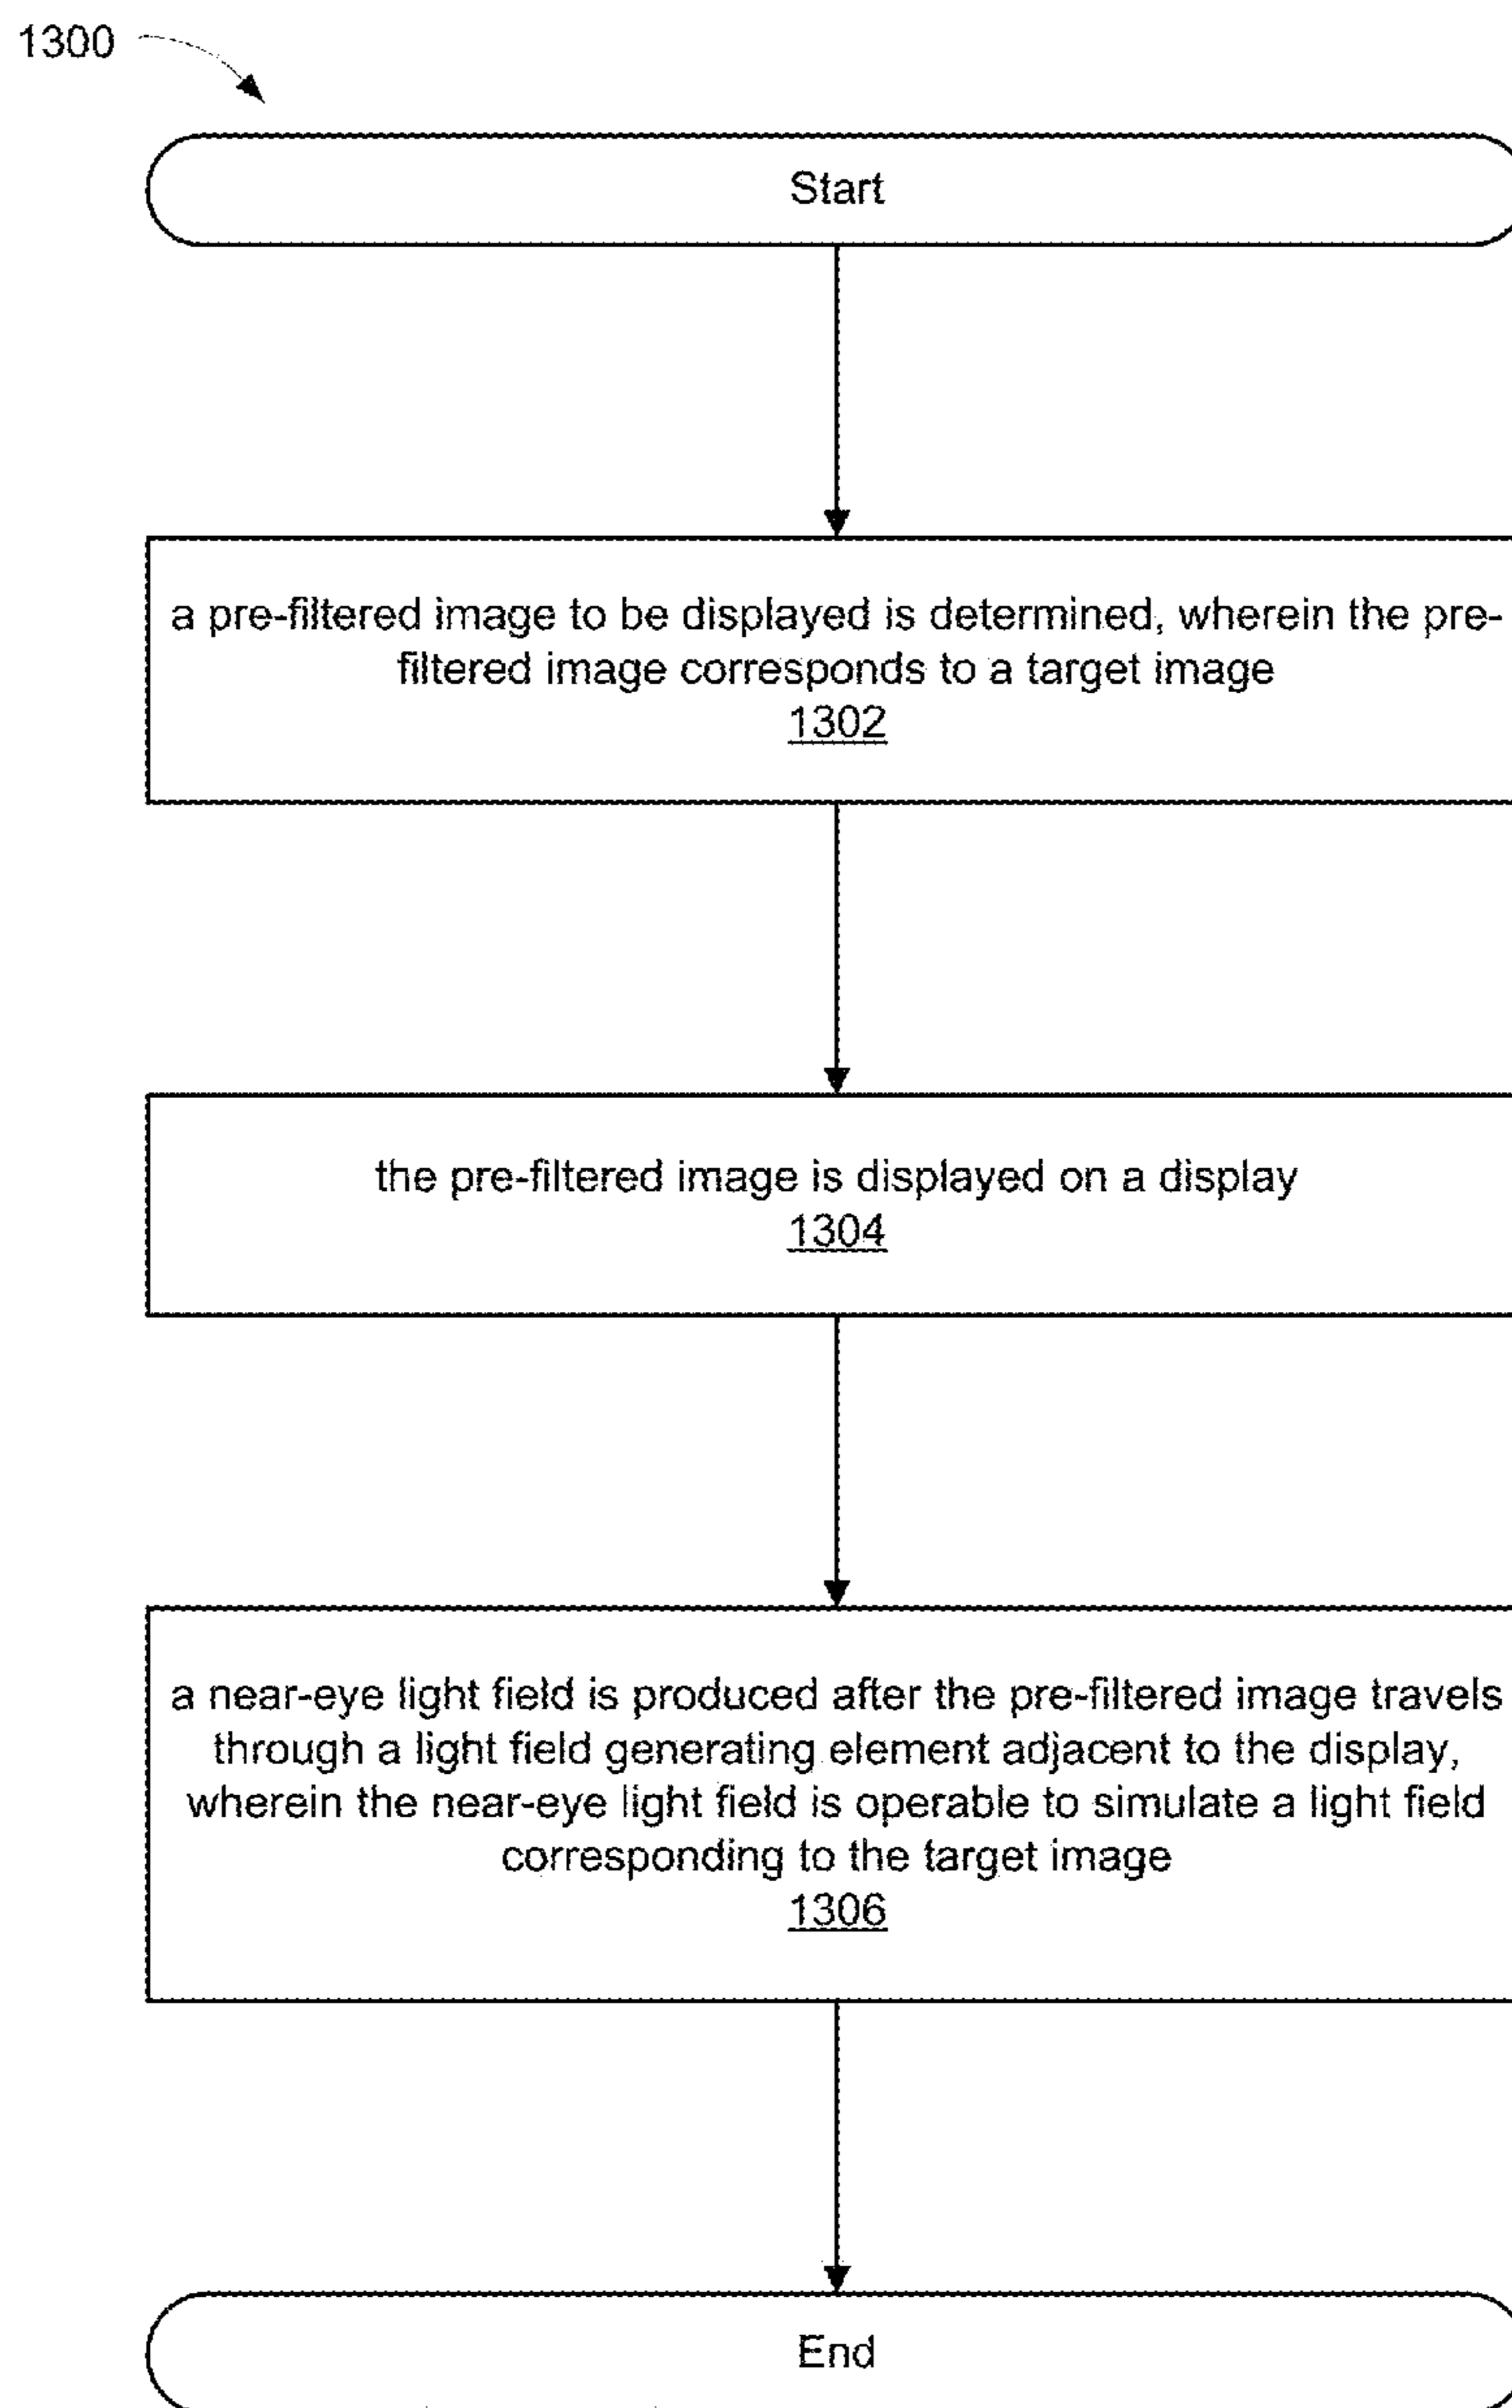 1300
Start
a pre-filtered image to be displayed is determined, wherein the pre-
filtered image corresponds to a target image
1302
the pre-filtered image is displayed on a display
1304
a near-eye light field is produced after the pre-filtered image travels
through a light field generating element adjacent to the display,
wherein the near-eye light field is operable to simulate a light field
corresponding to the target image
1306
End